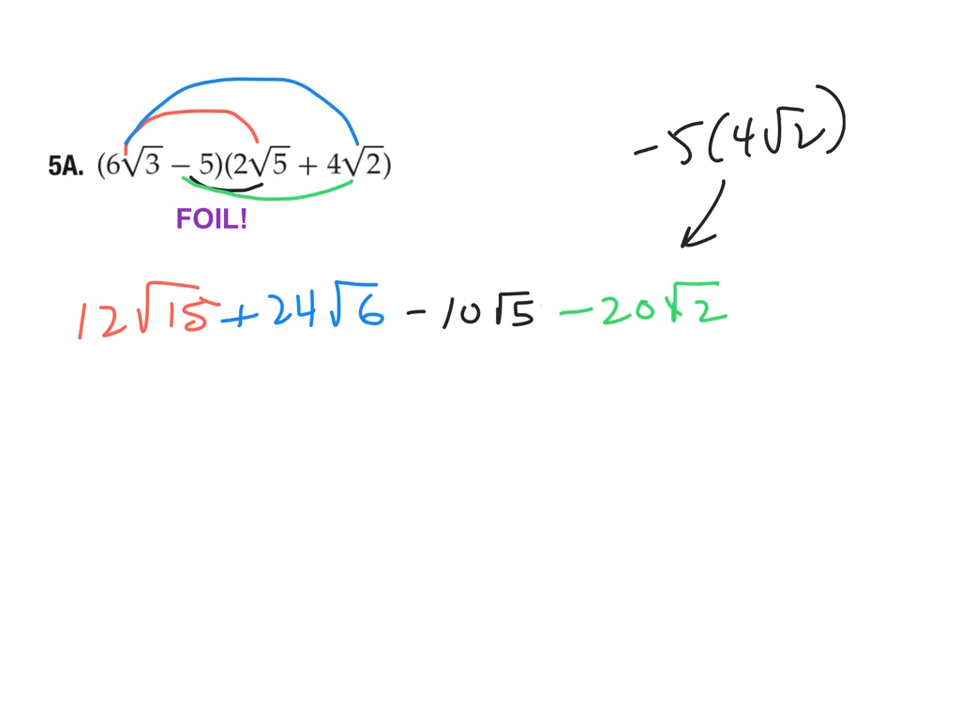 -5(4√2)
5A. (6√3 − 5)(2√5 + 4√2)
FOIL!
12√15 + 24√6 - 10√5 - 20√2